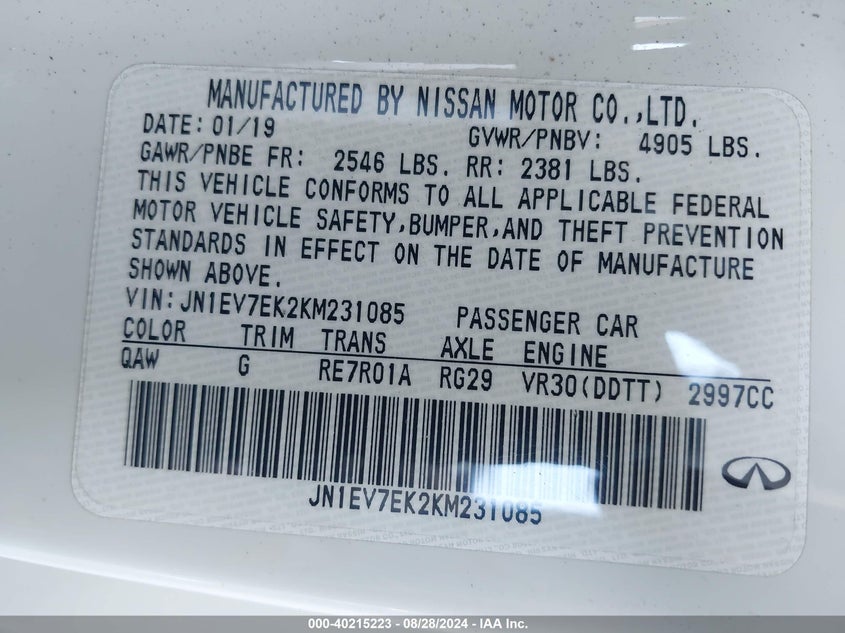 MANUFACTURED BY NISSAN MOTOR CO.,LTD.
DATE: 01/19 GVWR/PNBV: 4905 LBS.
GAWR/PNBE FR: 2546 LBS. RR: 2381 LBS.
THIS VEHICLE CONFORMS TO ALL APPLICABLE FEDERAL
MOTOR VEHICLE SAFETY,BUMPER,AND THEFT PREVENTION
STANDARDS IN EFFECT ON THE DATE OF MANUFACTURE
SHOWN ABOVE.
VIN:JN1EV7EK2KM231085 PASSENGER CAR
COLOR TRIM TRANS AXLE ENGINE
QAW G RE7R01A RG29 VR30(DDTT) 2997CC
JN1EV7EK2KM231085
000-40215223 - 08/28/2024 - IAA Inc.